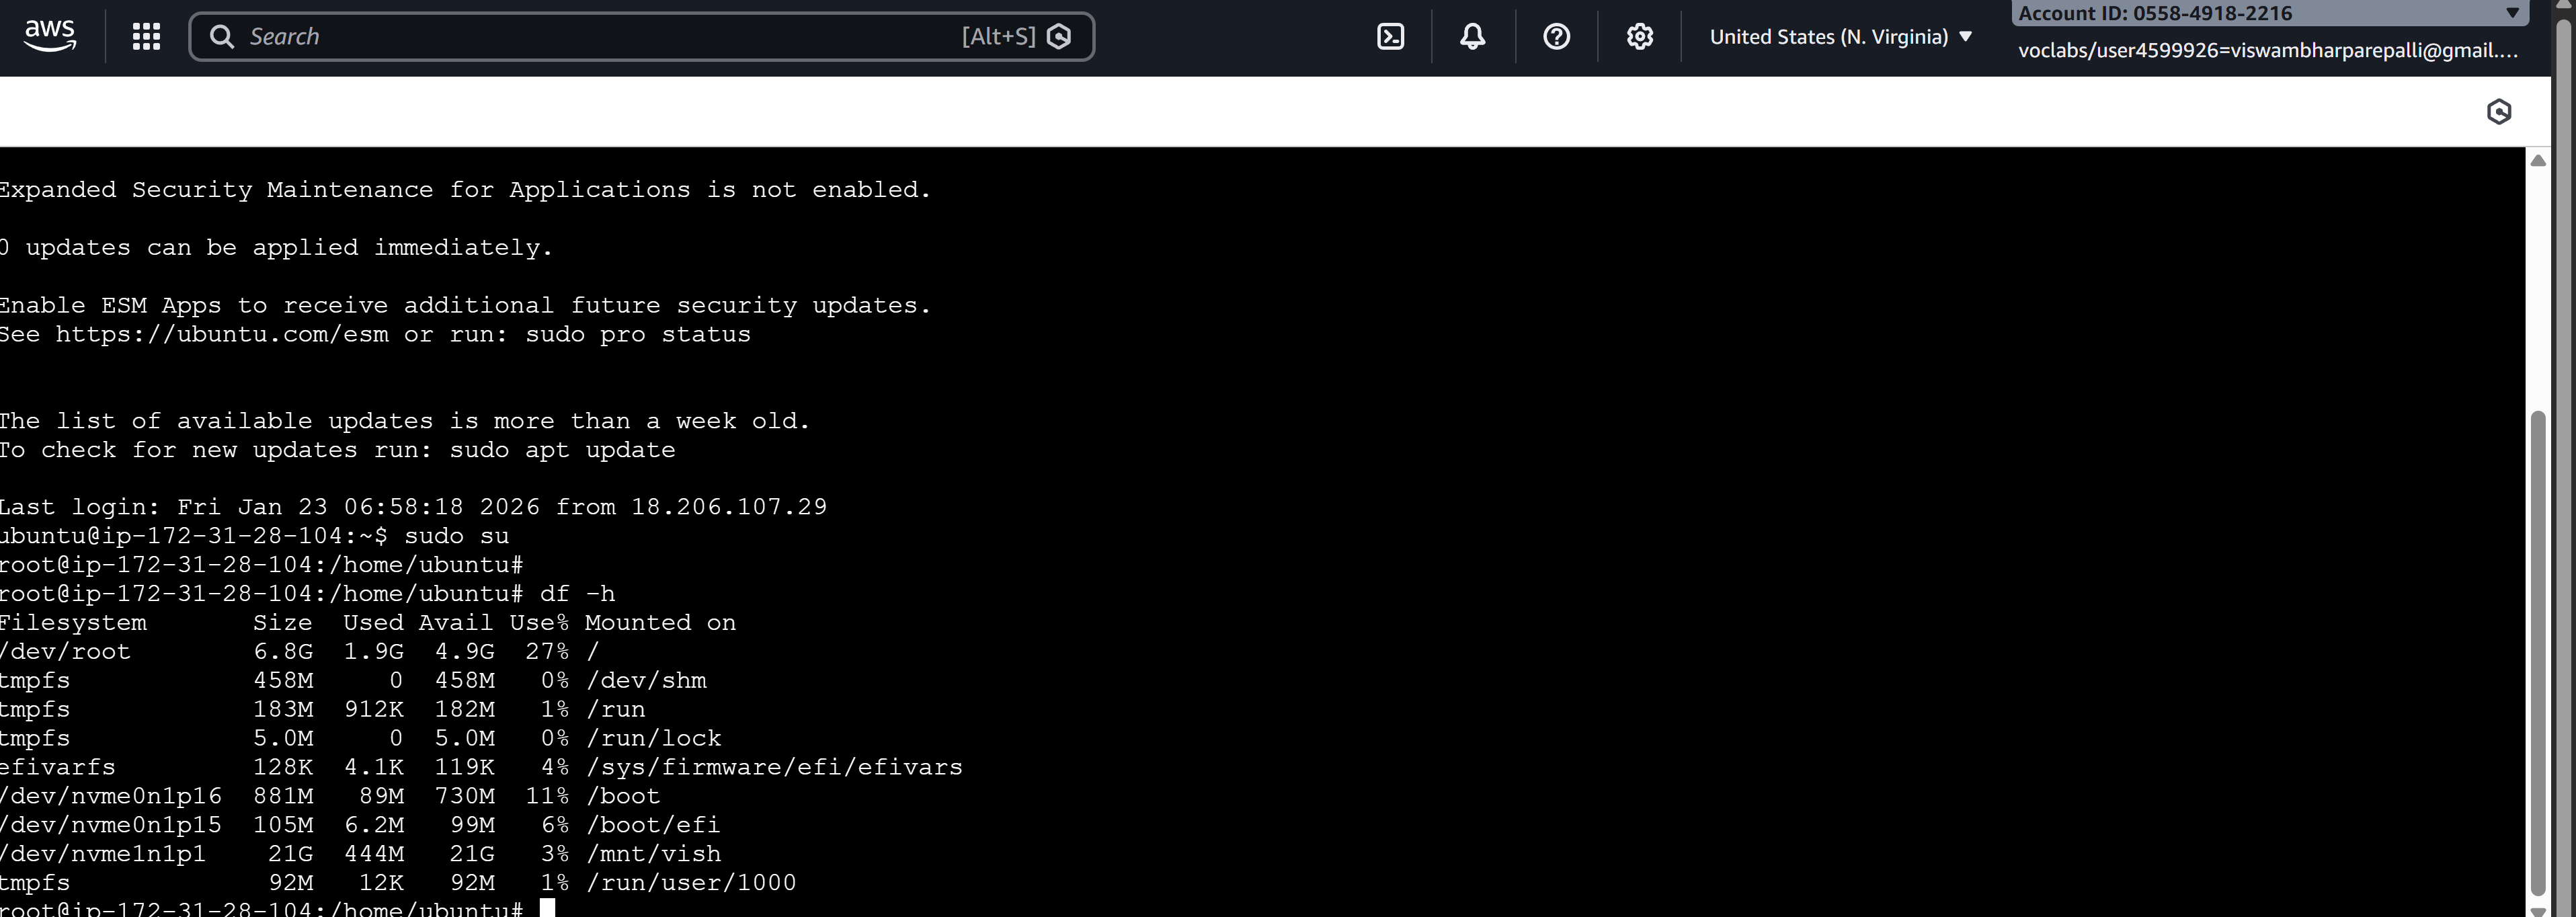 aws
Search [Alt+S]
United States (N. Virginia)
Account ID: 0558-4918-2216
voclabs/user4599926=viswambharparepalli@gmail....
Expanded Security Maintenance for Applications is not enabled.
0 updates can be applied immediately.
Enable ESM Apps to receive additional future security updates.
See https://ubuntu.com/esm or run: sudo pro status
The list of available updates is more than a week old.
To check for new updates run: sudo apt update
Last login: Fri Jan 23 06:58:18 2026 from 18.206.107.29
ubuntu@ip-172-31-28-104:~$ sudo su
root@ip-172-31-28-104:/home/ubuntu#
root@ip-172-31-28-104:/home/ubuntu# df -h
Filesystem       Size  Used Avail Use% Mounted on
/dev/root        6.8G  1.9G  4.9G  27% /
tmpfs            458M     0  458M   0% /dev/shm
tmpfs            183M  912K  182M   1% /run
tmpfs            5.0M     0  5.0M   0% /run/lock
efivarfs         128K  4.1K  119K   4% /sys/firmware/efi/efivars
/dev/nvme0n1p16  881M   89M  730M  11% /boot
/dev/nvme0n1p15  105M  6.2M   99M   6% /boot/efi
/dev/nvme1n1p1    21G  444M   21G   3% /mnt/vish
tmpfs             92M   12K   92M   1% /run/user/1000
root@ip-172-31-28-104:/home/ubuntu#